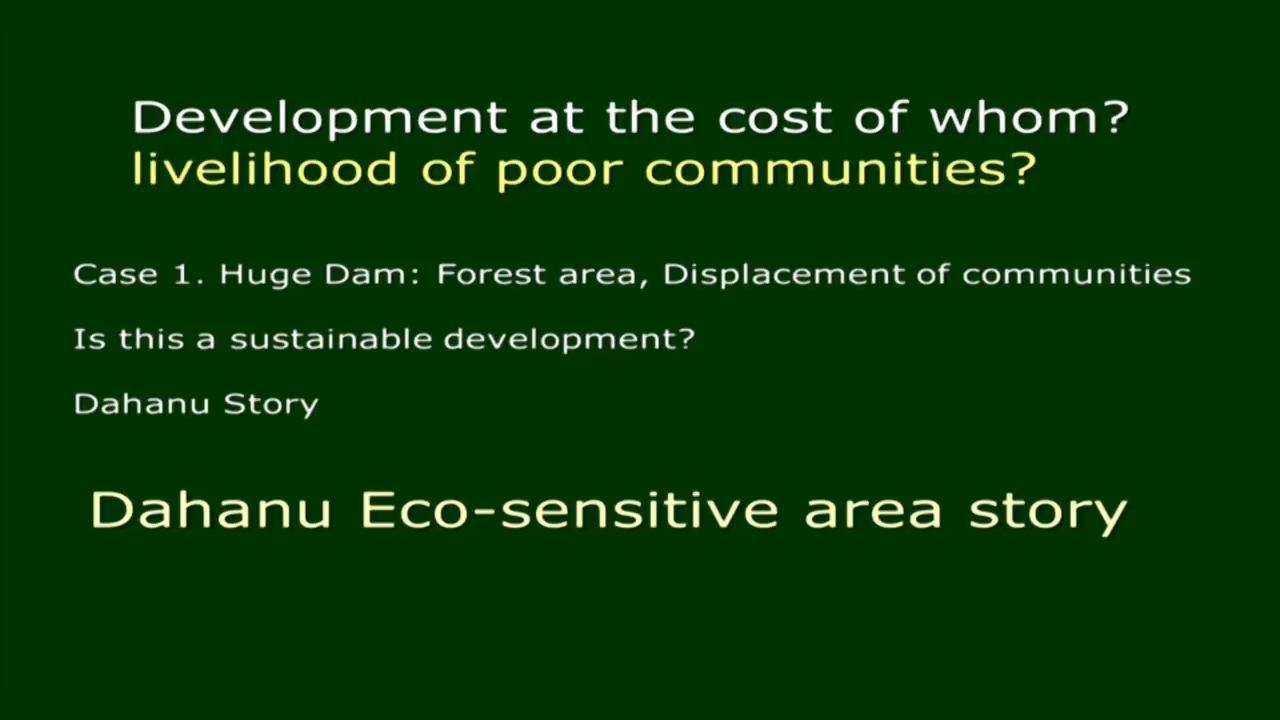 Development at the cost of whom?
livelihood of poor communities?
Case 1. Huge Dam: Forest area, Displacement of communities
Is this a sustainable development?
Dahanu Story
Dahanu Eco-sensitive area story